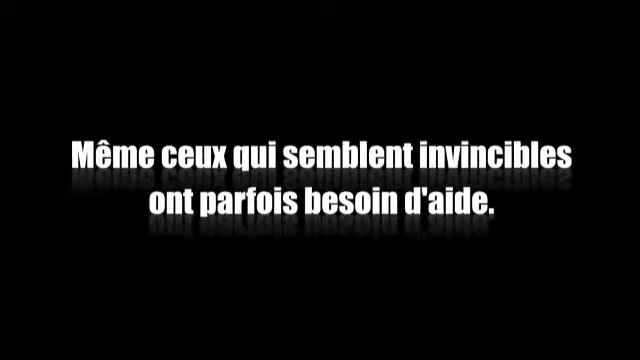 Même ceux qui semblent invincibles
ont parfois besoin d'aide.